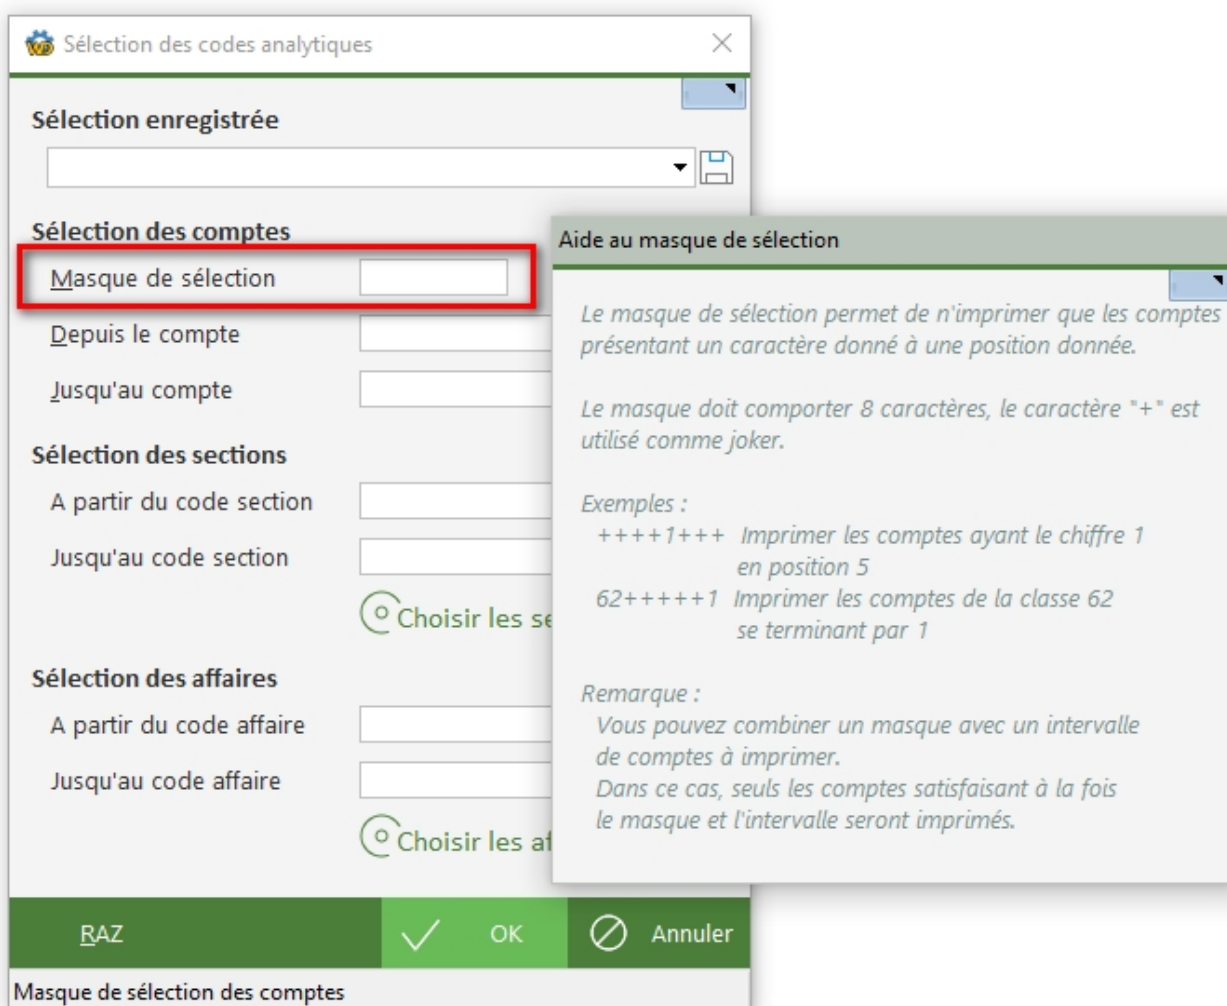 Sélection des codes analytiques
Sélection enregistrée
Sélection des comptes
Masque de sélection
Depuis le compte
Jusqu'au compte
Sélection des sections
A partir du code section
Jusqu'au code section
Choisir les se
Sélection des affaires
A partir du code affaire
Jusqu'au code affaire
Choisir les af
RAZ
OK
Annuler
Masque de sélection des comptes
Aide au masque de sélection
Le masque de sélection permet de n'imprimer que les comptes
présentant un caractère donné à une position donnée.
Le masque doit comporter 8 caractères, le caractère "+" est
utilisé comme joker.
Exemples :
++++1+++ Imprimer les comptes ayant le chiffre 1
en position 5
62+++++1 Imprimer les comptes de la classe 62
se terminant par 1
Remarque :
Vous pouvez combiner un masque avec un intervalle
de comptes à imprimer.
Dans ce cas, seuls les comptes satisfaisant à la fois
le masque et l'intervalle seront imprimés.